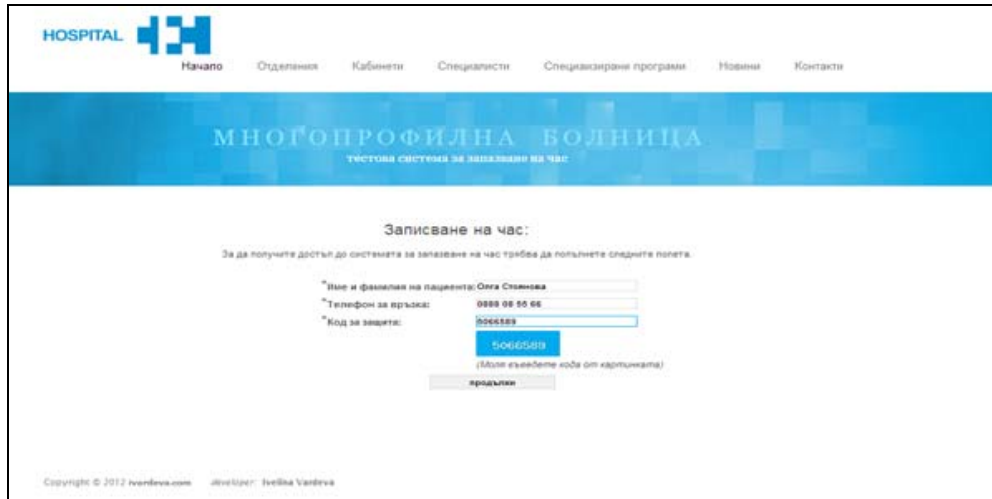 HOSPITAL
Начало Отделения Кабинети Специалисти Специаизирани програми Новини Контакти
МНОГОПРОФИЛНА БОЛНИЦА
тестова система за запазване на час
Записване на час:
За да получите достъп до системата за запазване на час трябва да попълнете следните полета.
*Име и фамилия на пациента: Олга Стоянова
*Телефон за връзка: 0888 08 55 66
*Код за защита: 5066589
5066589
(Моля въведете кода от картинката)
продължи
Copyright © 2012 ivardeva.com developer: Ivelina Vardeva